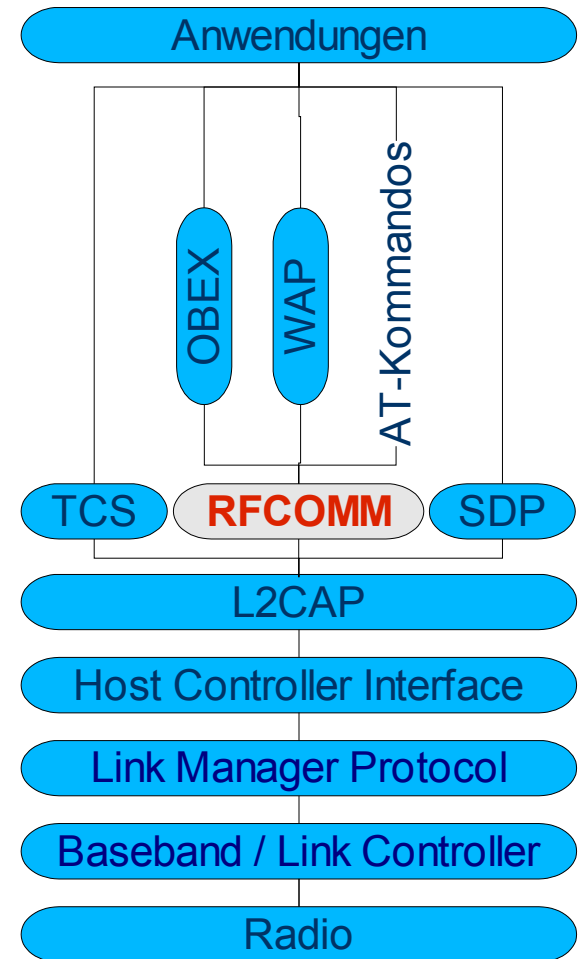 Anwendungen
OBEX
WAP
AT-Kommandos
TCS
RFCOMM
SDP
L2CAP
Host Controller Interface
Link Manager Protocol
Baseband / Link Controller
Radio